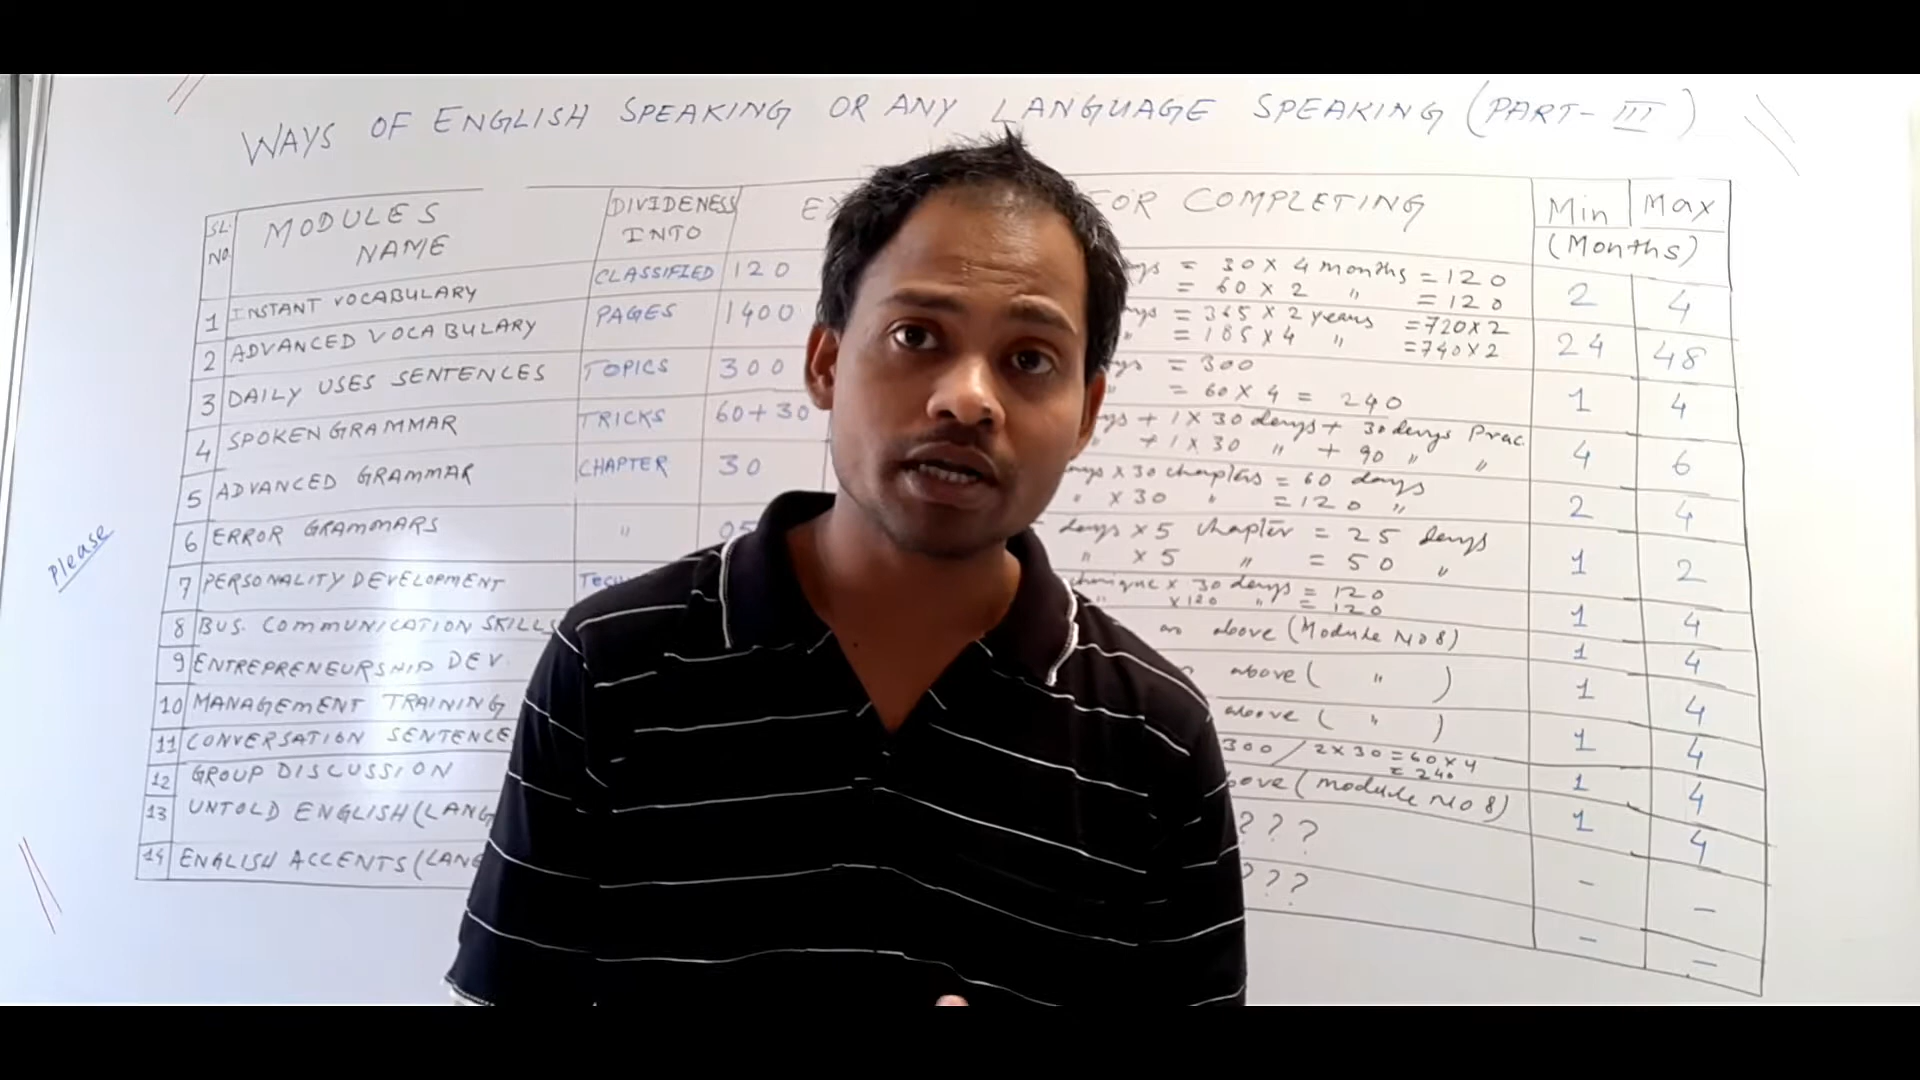 WAYS OF ENGLISH SPEAKING OR ANY LANGUAGE SPEAKING (PART-III)
SL. NO. MODULES NAME DIVIDENESS INTO FOR COMPLETING Min Max
(Months)
1 INSTANT VOCABULARY CLASSIFIED 120 = 30 X 4 months = 120 2 4
= 60 X 2 " = 120
2 ADVANCED VOCABULARY PAGES 1400 = 365 X 2 years = 720 X 2 24 48
= 185 X 4 " = 740 X 2
3 DAILY USES SENTENCES TOPICS 300 = 300 1 4
= 60 X 4 = 240
4 SPOKEN GRAMMAR TRICKS 60+30 + 1 X 30 days + 30 days Prac. 4 6
+ 1 X 30 " + 90 " "
5 ADVANCED GRAMMAR CHAPTER 30 X 30 chapters = 60 days 2 4
" X 30 " = 120 "
6 ERROR GRAMMARS " 05 days X 5 chapter = 25 days 1 2
" X 5 " = 50 "
7 PERSONALITY DEVELOPMENT X 30 days = 120 1 4
" X 120 " = 120
8 BUS. COMMUNICATION SKILLS above (Module No 8) 1 4
9 ENTREPRENEURSHIP DEV. above ( " ) 1 4
10 MANAGEMENT TRAINING above ( " ) 1 4
11 CONVERSATION SENTENCE 300 / 2 X 30 = 60 X 4 1 4
= 240
12 GROUP DISCUSSION (module No 8) 1 4
13 UNTOLD ENGLISH (LANG ? ? ? - -
14 ENGLISH ACCENTS (LANG ? ? ? - -
Please